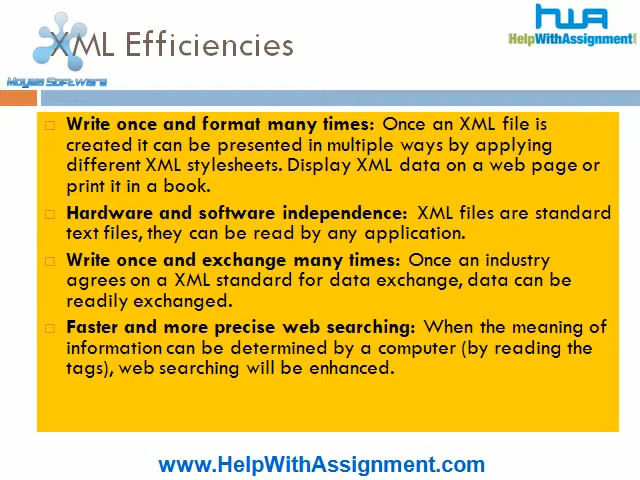 XML Efficiencies
Moyea Software
HWA
HelpWithAssignment
Write once and format many times: Once an XML file is
created it can be presented in multiple ways by applying
different XML stylesheets. Display XML data on a web page or
print it in a book.
Hardware and software independence: XML files are standard
text files, they can be read by any application.
Write once and exchange many times: Once an industry
agrees on a XML standard for data exchange, data can be
readily exchanged.
Faster and more precise web searching: When the meaning of
information can be determined by a computer (by reading the
tags), web searching will be enhanced.
www.HelpWithAssignment.com